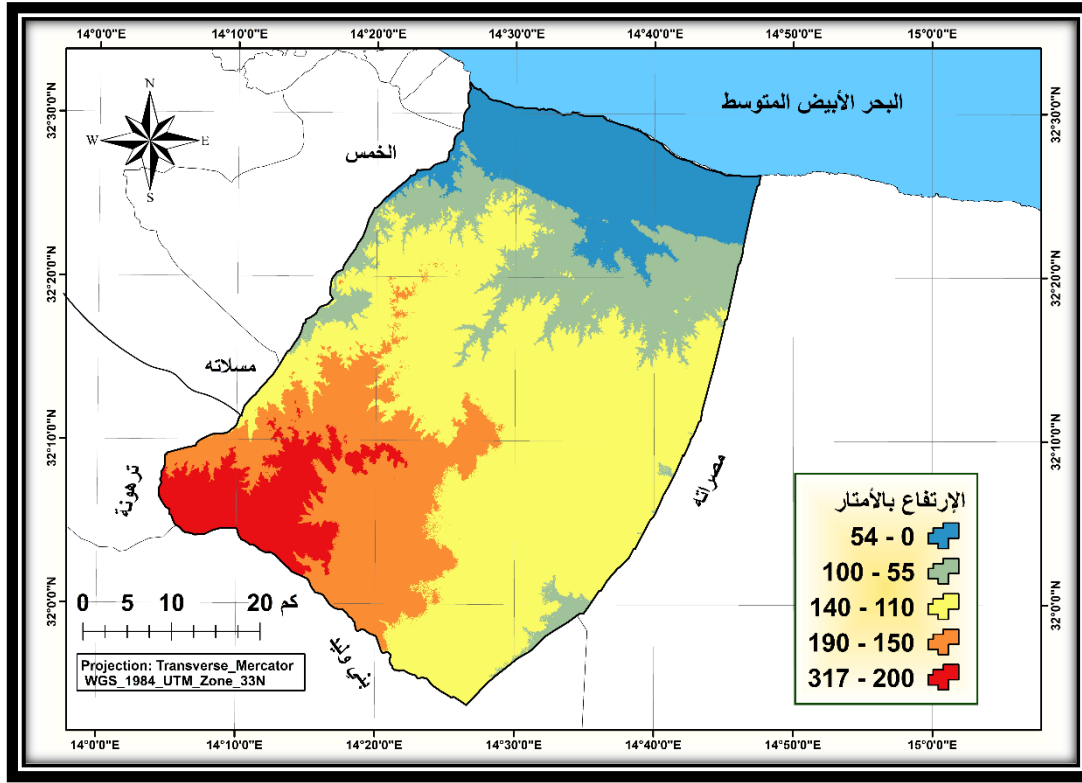 14°0'0"E 14°10'0"E 14°20'0"E 14°30'0"E 14°40'0"E 14°50'0"E 15°0'0"E
N
W E
S
البحر الأبيض المتوسط
الخمس
مسلاته
ترهونة
بني وليد
مصراته
32°30'0"N
32°20'0"N
32°10'0"N
32°0'0"N
32°30'0"N
32°20'0"N
32°10'0"N
32°0'0"N
الإرتفاع بالأمتار
54 - 0
100 - 55
140 - 110
190 - 150
317 - 200
0 5 10 20 كم
Projection: Transverse_Mercator
WGS_1984_UTM_Zone_33N
14°0'0"E 14°10'0"E 14°20'0"E 14°30'0"E 14°40'0"E 14°50'0"E 15°0'0"E